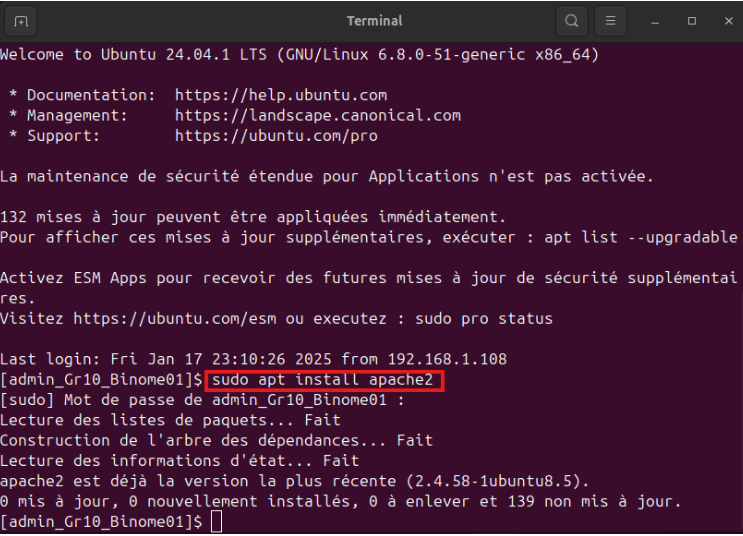 Terminal
Welcome to Ubuntu 24.04.1 LTS (GNU/Linux 6.8.0-51-generic x86_64)
* Documentation: https://help.ubuntu.com
* Management: https://landscape.canonical.com
* Support: https://ubuntu.com/pro
La maintenance de sécurité étendue pour Applications n'est pas activée.
132 mises à jour peuvent être appliquées immédiatement.
Pour afficher ces mises à jour supplémentaires, exécuter : apt list --upgradable
Activez ESM Apps pour recevoir des futures mises à jour de sécurité supplémentai
res.
Visitez https://ubuntu.com/esm ou executez : sudo pro status
Last login: Fri Jan 17 23:10:26 2025 from 192.168.1.108
[admin_Gr10_Binome01]$ sudo apt install apache2
[sudo] Mot de passe de admin_Gr10_Binome01 :
Lecture des listes de paquets... Fait
Construction de l'arbre des dépendances... Fait
Lecture des informations d'état... Fait
apache2 est déjà la version la plus récente (2.4.58-1ubuntu8.5).
0 mis à jour, 0 nouvellement installés, 0 à enlever et 139 non mis à jour.
[admin_Gr10_Binome01]$